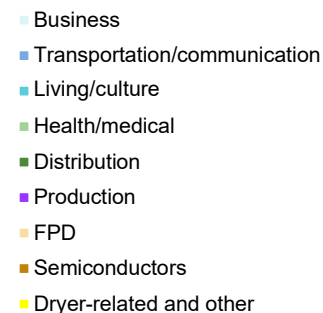 Business
Transportation/communication
Living/culture
Health/medical
Distribution
Production
FPD
Semiconductors
Dryer-related and other